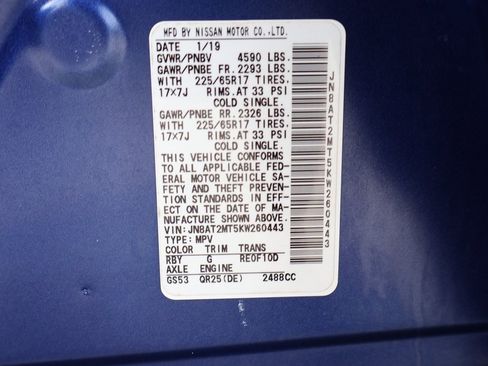 MFD BY NISSAN MOTOR CO.,LTD.
DATE 1/19
GVWR/PNBV 4590 LBS.
GAWR/PNBE FR. 2293 LBS.
WITH 225/65R17 TIRES
17×7J RIMS.AT 33 PSI
COLD SINGLE.
GAWR/PNBE RR. 2326 LBS.
WITH 225/65R17 TIRES
17×7J RIMS.AT 33 PSI
COLD SINGLE.
THIS VEHICLE CONFORMS
TO ALL APPLICABLE FED-
ERAL MOTOR VEHICLE SA-
FETY AND THEFT PREVEN-
TION STANDARDS IN EFF-
ECT ON THE DATE OF MA-
NUFACTURE SHOWN ABOVE.
VIN: JN8AT2MT5KW260443
TYPE: MPV
COLOR TRIM TRANS
RBY G RE0F10D
AXLE ENGINE
GS53 QR25(DE) 2488CC
JN8AT2MT5KW260443